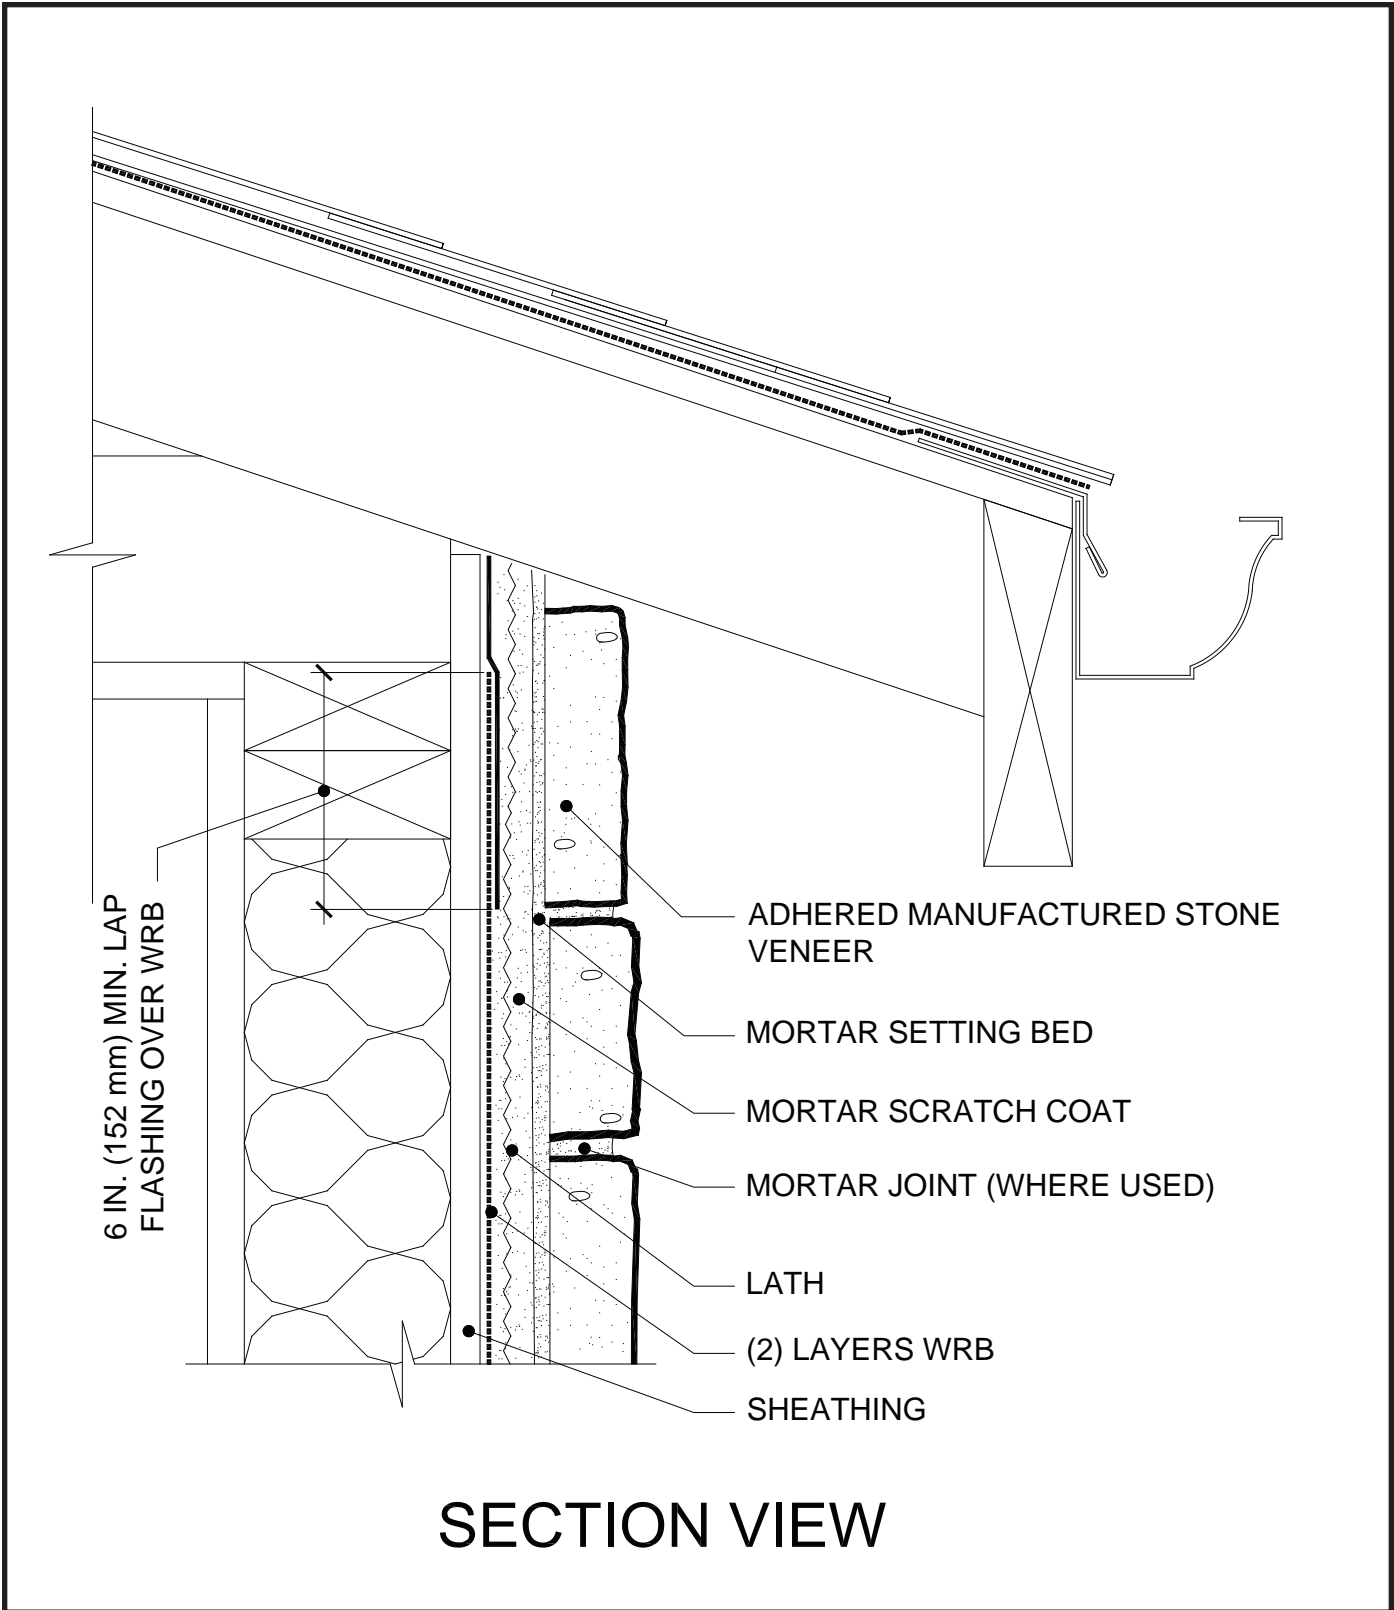 6 IN. (152 mm) MIN. LAP
FLASHING OVER WRB
ADHERED MANUFACTURED STONE
VENEER
MORTAR SETTING BED
MORTAR SCRATCH COAT
MORTAR JOINT (WHERE USED)
LATH
(2) LAYERS WRB
SHEATHING
SECTION VIEW